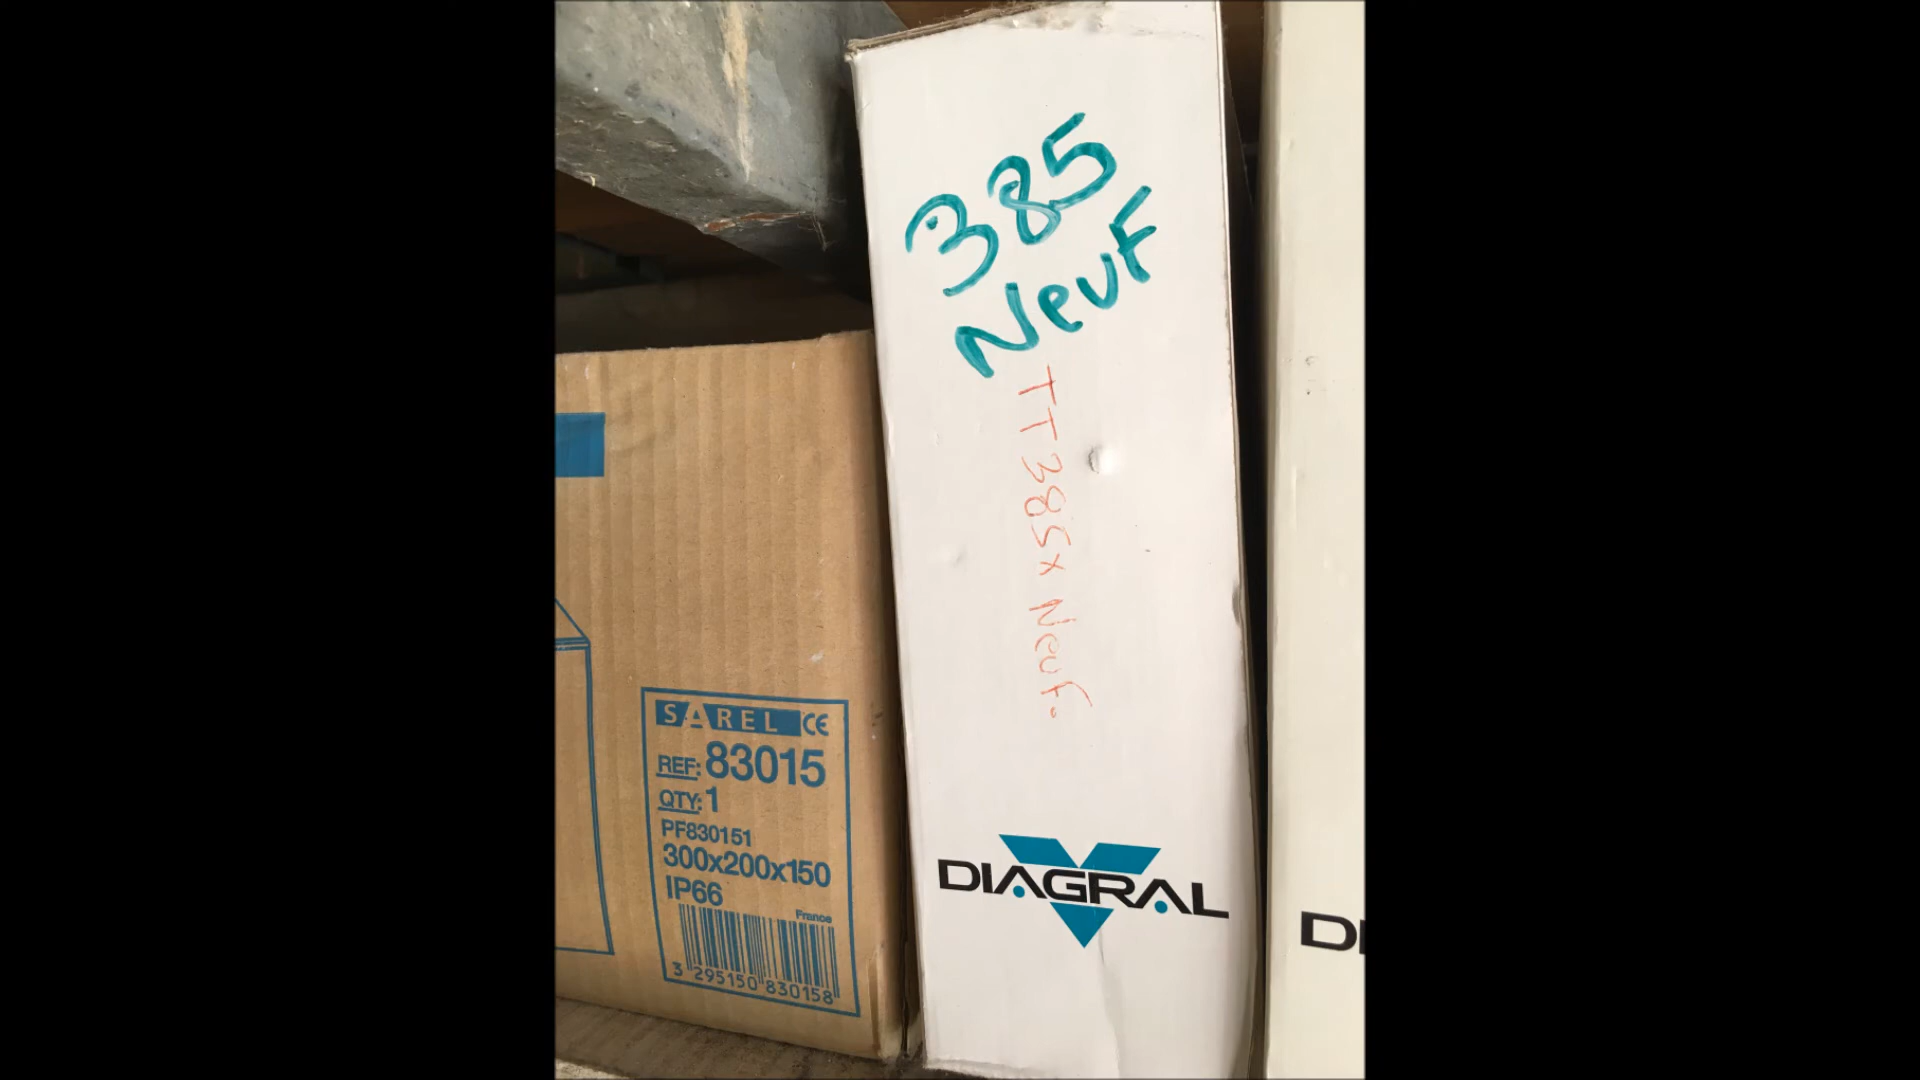 385
Neuf
TT385x Neuf.
SAREL CE
REF: 83015
QTY: 1
PF830151
300x200x150
IP66
France
3 295150 830158
DIAGRAL